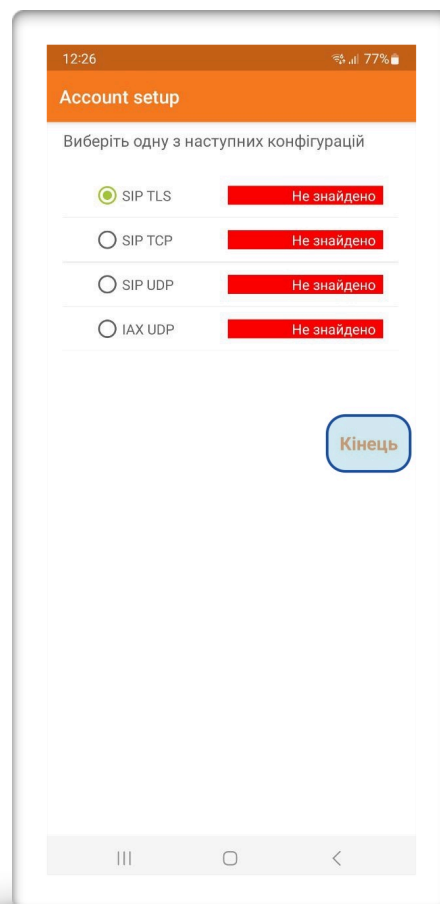 12:26 77%
Account setup
Виберіть одну з наступних конфігурацій
SIP TLS Не знайдено
SIP TCP Не знайдено
SIP UDP Не знайдено
IAX UDP Не знайдено
Кінець